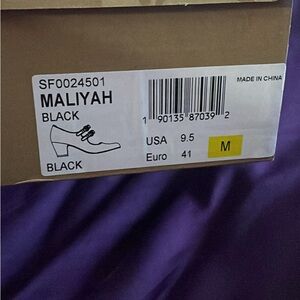 SF0024501
MALIYAH
BLACK
MADE IN CHINA
1 90135 87039 2
USA 9.5
Euro 41
M
BLACK